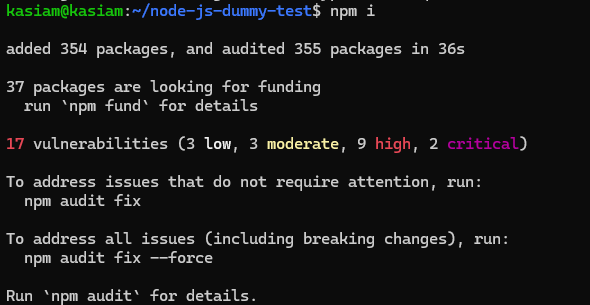 kasiam@kasiam:~/node-js-dummy-test$ npm i
added 354 packages, and audited 355 packages in 36s
37 packages are looking for funding
  run `npm fund` for details
17 vulnerabilities (3 low, 3 moderate, 9 high, 2 critical)
To address issues that do not require attention, run:
  npm audit fix
To address all issues (including breaking changes), run:
  npm audit fix --force
Run `npm audit` for details.